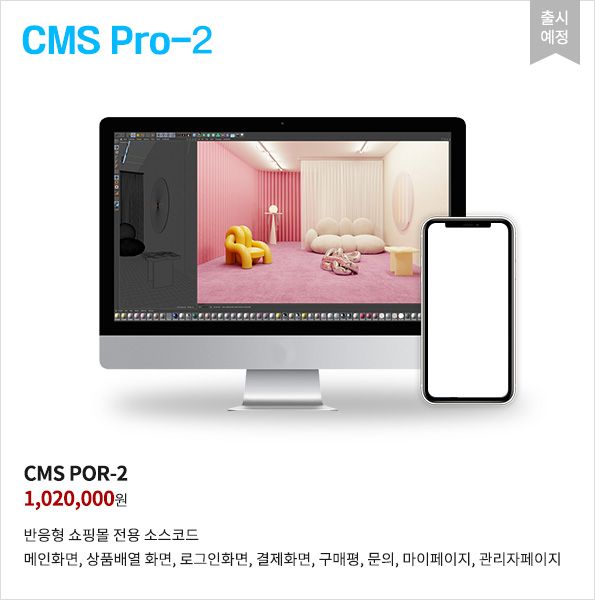 출시
예정
CMS Pro-2
CMS POR-2
1,020,000원
반응형 쇼핑몰 전용 소스코드
메인화면, 상품배열 화면, 로그인화면, 결제화면, 구매평, 문의, 마이페이지, 관리자페이지